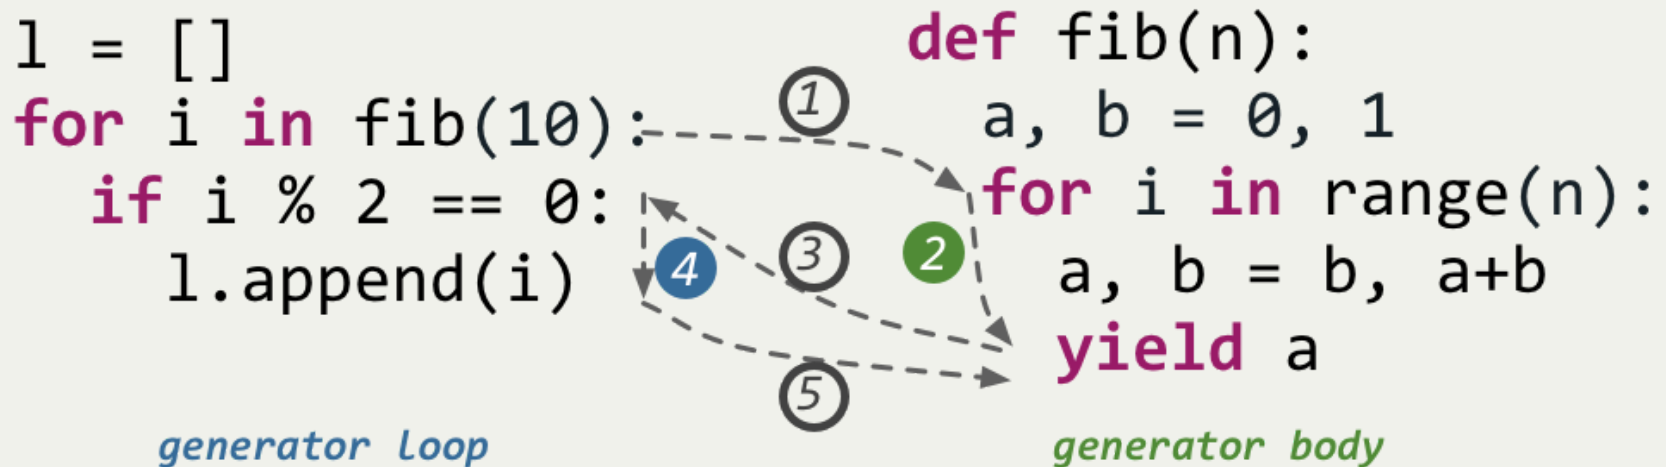 l = []
for i in fib(10):
if i % 2 == 0:
l.append(i)
generator loop
1
2
3
4
5
def fib(n):
a, b = 0, 1
for i in range(n):
a, b = b, a+b
yield a
generator body